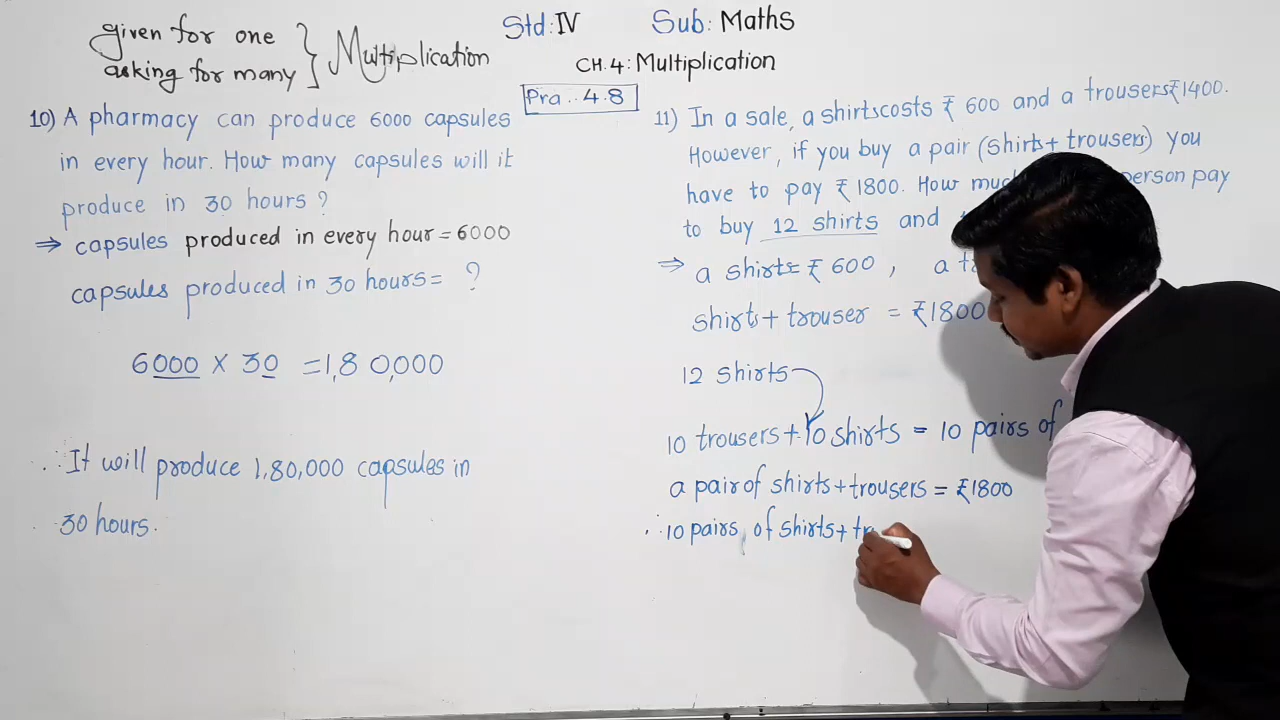 given for one
asking for many } Multiplication
Std: IV Sub: Maths
CH.4: Multiplication
Pra.. 4.8
10) A pharmacy can produce 6000 capsules
in every hour. How many capsules will it
produce in 30 hours?
⇒ capsules produced in every hour = 6000
capsules produced in 30 hours = ?
6000 × 30 = 1,80,000
∴ It will produce 1,80,000 capsules in
30 hours.
11) In a sale, a shirts costs ₹ 600 and a trousers ₹1400.
However, if you buy a pair (shirts + trousers) you
have to pay ₹ 1800. How much person pay
to buy 12 shirts and
⇒ a shirts = ₹ 600, a
shirts + trouser = ₹1800
12 shirts
10 trousers + 10 shirts = 10 pairs of
a pair of shirts + trousers = ₹1800
∴ 10 pairs of shirts + tr